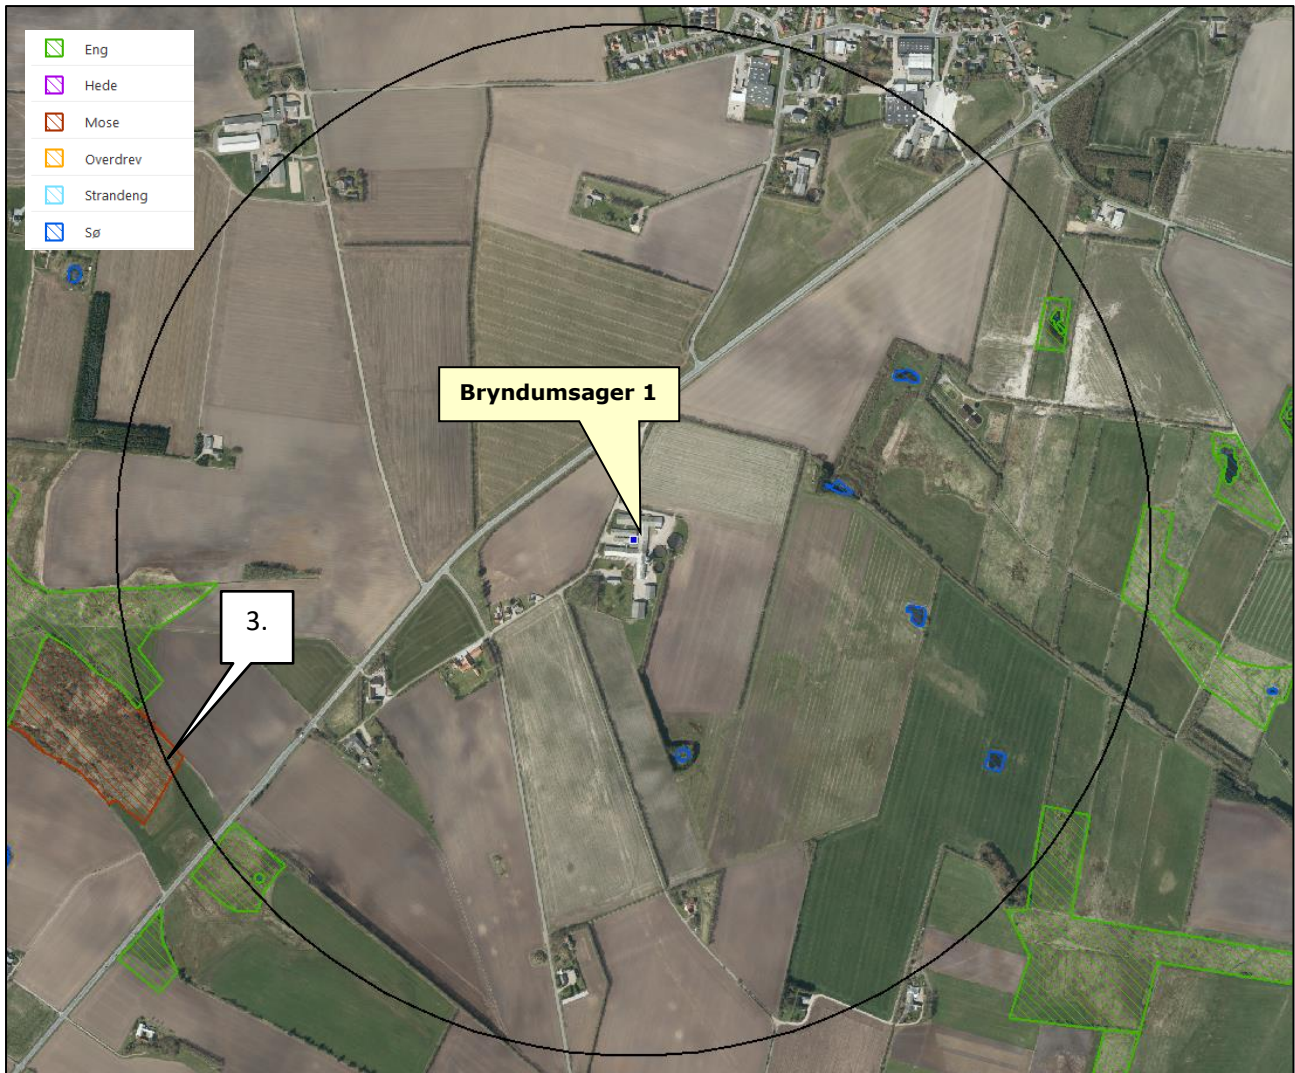 Eng
Hede
Mose
Overdrev
Strandeng
Sø
Bryndumsager 1
3.